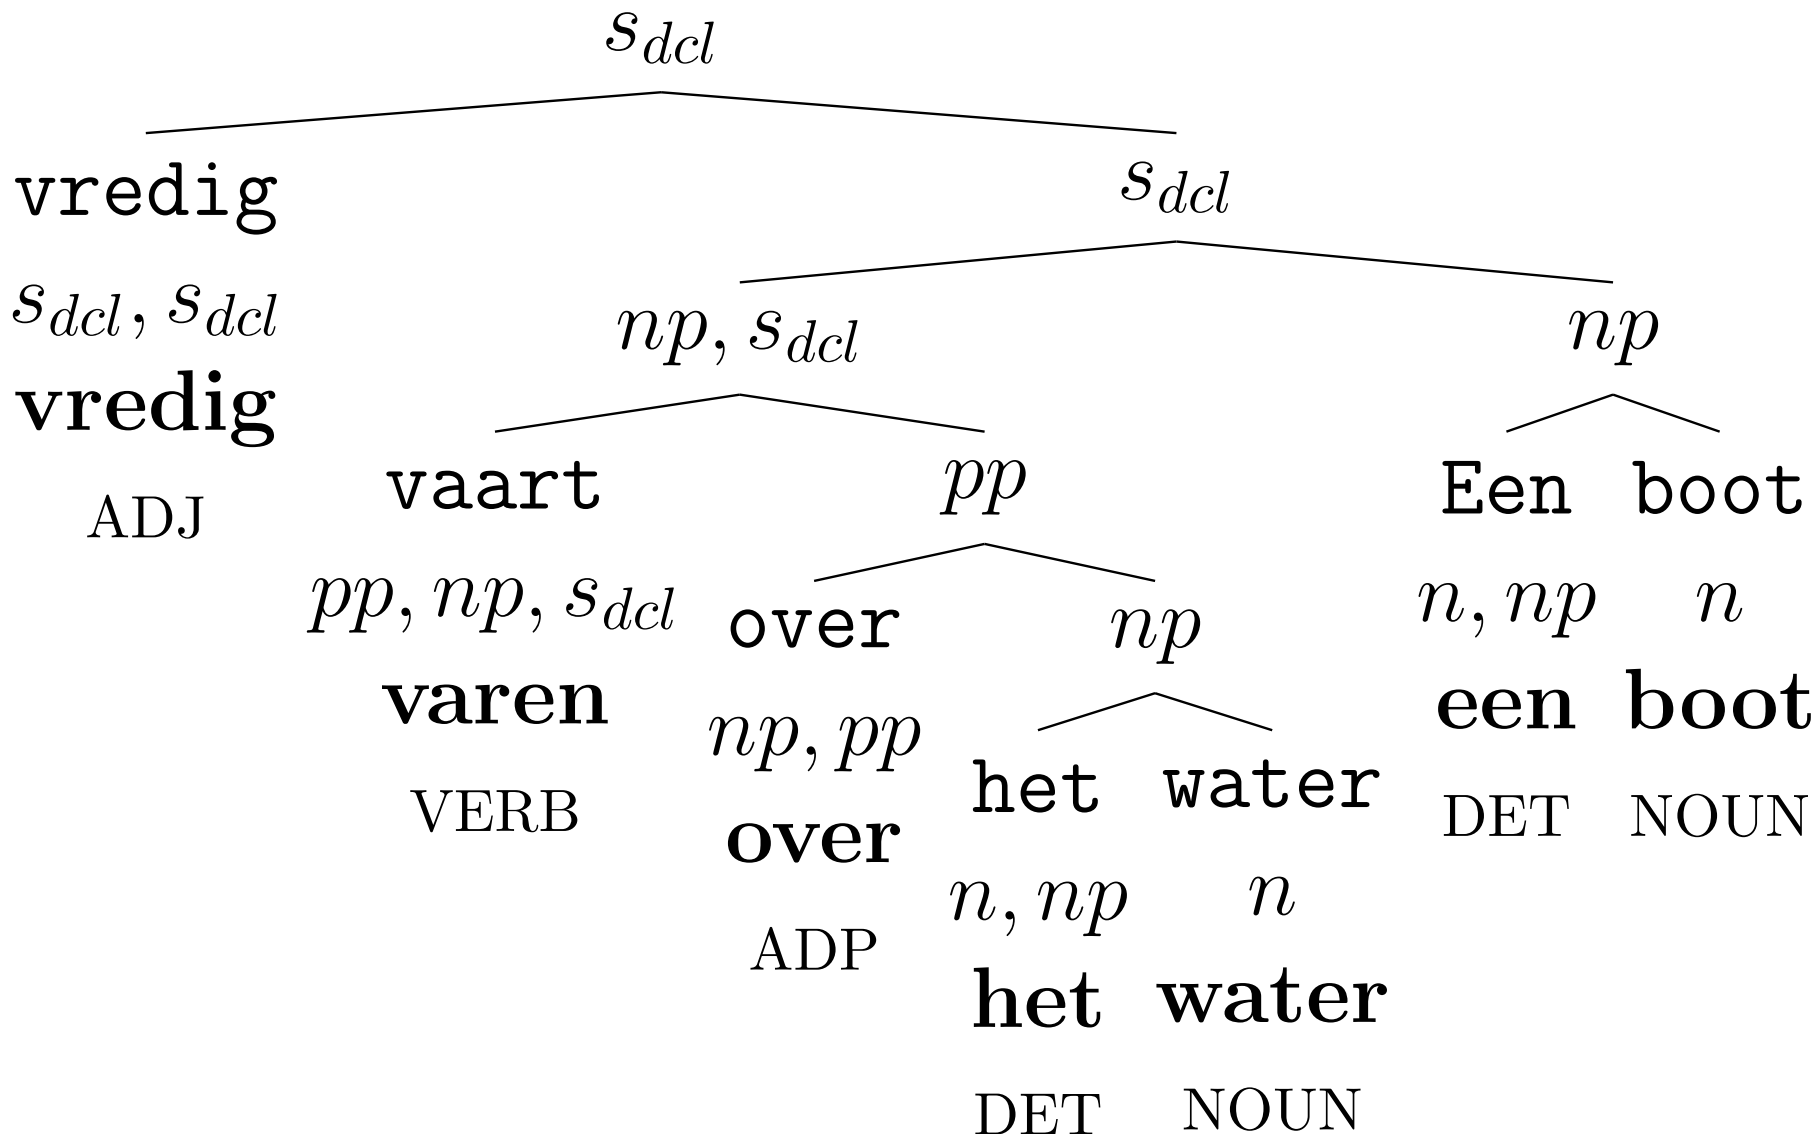 s_dcl
vredig s_dcl
s_dcl, s_dcl np, s_dcl np
vredig vaart pp Een boot
ADJ pp, np, s_dcl over np n, np n
varen np, pp het water een boot
VERB over n, np n DET NOUN
ADP het water
DET NOUN